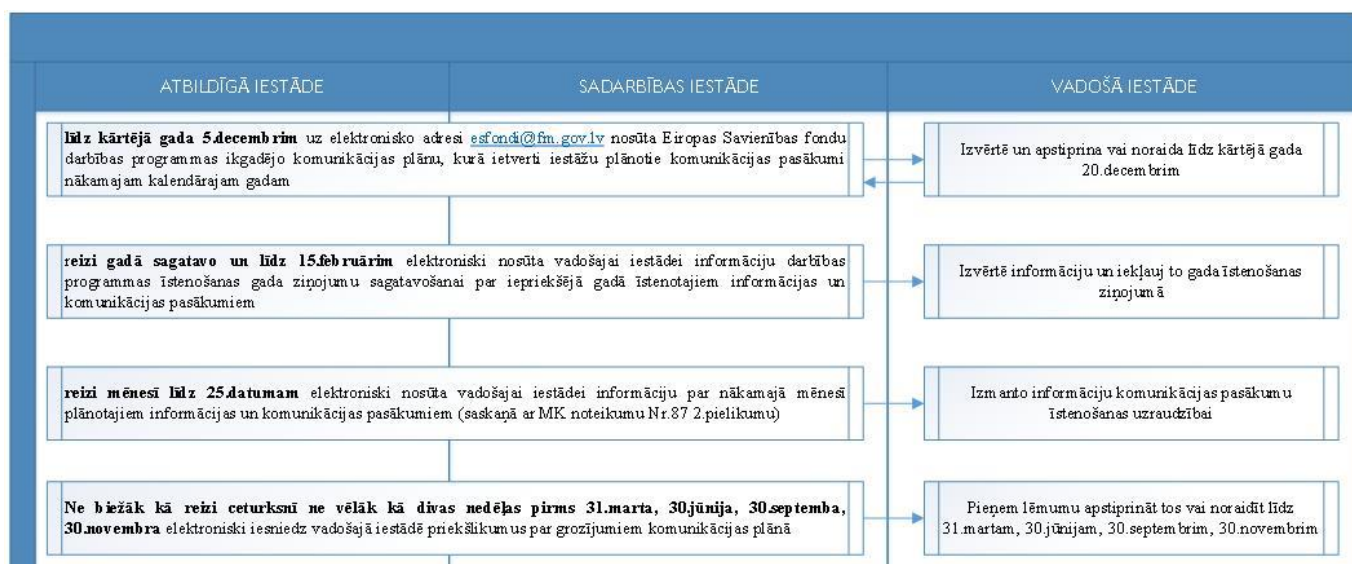 ATBILDĪGĀ IESTĀDE
SADARBĪBAS IESTĀDE
VADOŠĀ IESTĀDE
līdz kārtējā gada 5.decembrim uz elektronisko adresi esfondi@fm.gov.lv nosūta Eiropas Savienības fondu
darbības programmas ikgadējo komunikācijas plānu, kurā ietverti iestāžu plānotie komunikācijas pasākumi
nākamajam kalendārajam gadam
Izvērtē un apstiprina vai noraida līdz kārtējā gada
20.decembrim
reizi gadā sagatavo un līdz 15.februārim elektroniski nosūta vadošajai iestādei informāciju darbības
programmas īstenošanas gada ziņojumu sagatavošanai par iepriekšējā gadā īstenotajiem informācijas un
komunikācijas pasākumiem
Izvērtē informāciju un iekļauj to gada īstenošanas
ziņojumā
reizi mēnesī līdz 25.datumam elektroniski nosūta vadošajai iestādei informāciju par nākamajā mēnesī
plānotajiem informācijas un komunikācijas pasākumiem (saskaņā ar MK noteikumu Nr.87 2.pielikumu)
Izmanto informāciju komunikācijas pasākumu
īstenošanas uzraudzībai
Ne biežāk kā reizi ceturksnī ne vēlāk kā divas nedēļas pirms 31.marta, 30.jūnija, 30.septemba,
30.novembra elektroniski iesniedz vadošajā iestādē priekšlikumus par grozījumiem komunikācijas plānā
Pieņem lēmumu apstiprināt tos vai noraidīt līdz
31.martam, 30.jūnijam, 30.septembrim, 30.novembrim